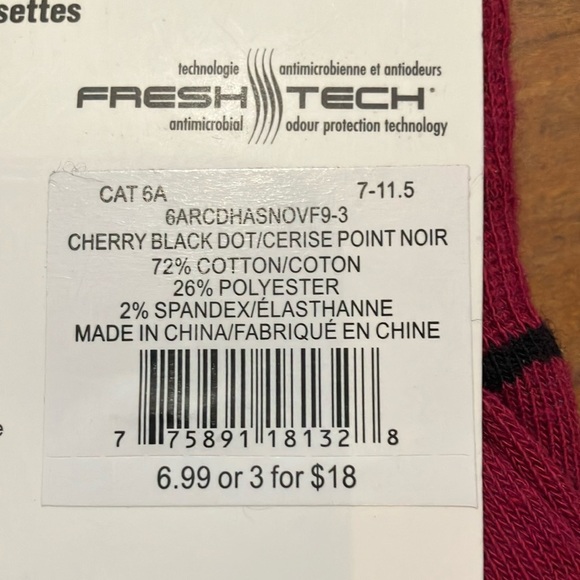 settes
technologie antimicrobienne et antiodeurs
FRESH TECH
antimicrobial odour protection technology
CAT 6A 7-11.5
6ARCDHASNOVF9-3
CHERRY BLACK DOT/CERISE POINT NOIR
72% COTTON/COTON
26% POLYESTER
2% SPANDEX/ÉLASTHANNE
MADE IN CHINA/FABRIQUÉ EN CHINE
7 75891 18132 8
6.99 or 3 for $18
e